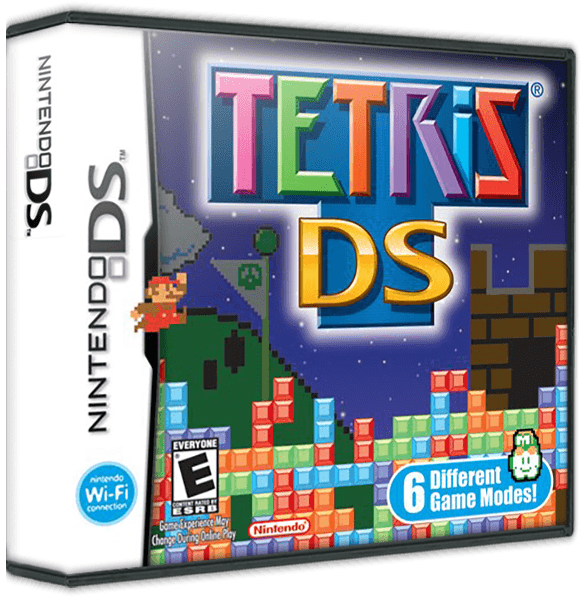 NINTENDO DS™
NINTENDO DS™
nintendo
Wi-Fi
connection
TETRIS®
DS
EVERYONE
E
CONTENT RATED BY
ESRB
Game Experience May
Change During Online Play
Nintendo®
6 Different
Game Modes!